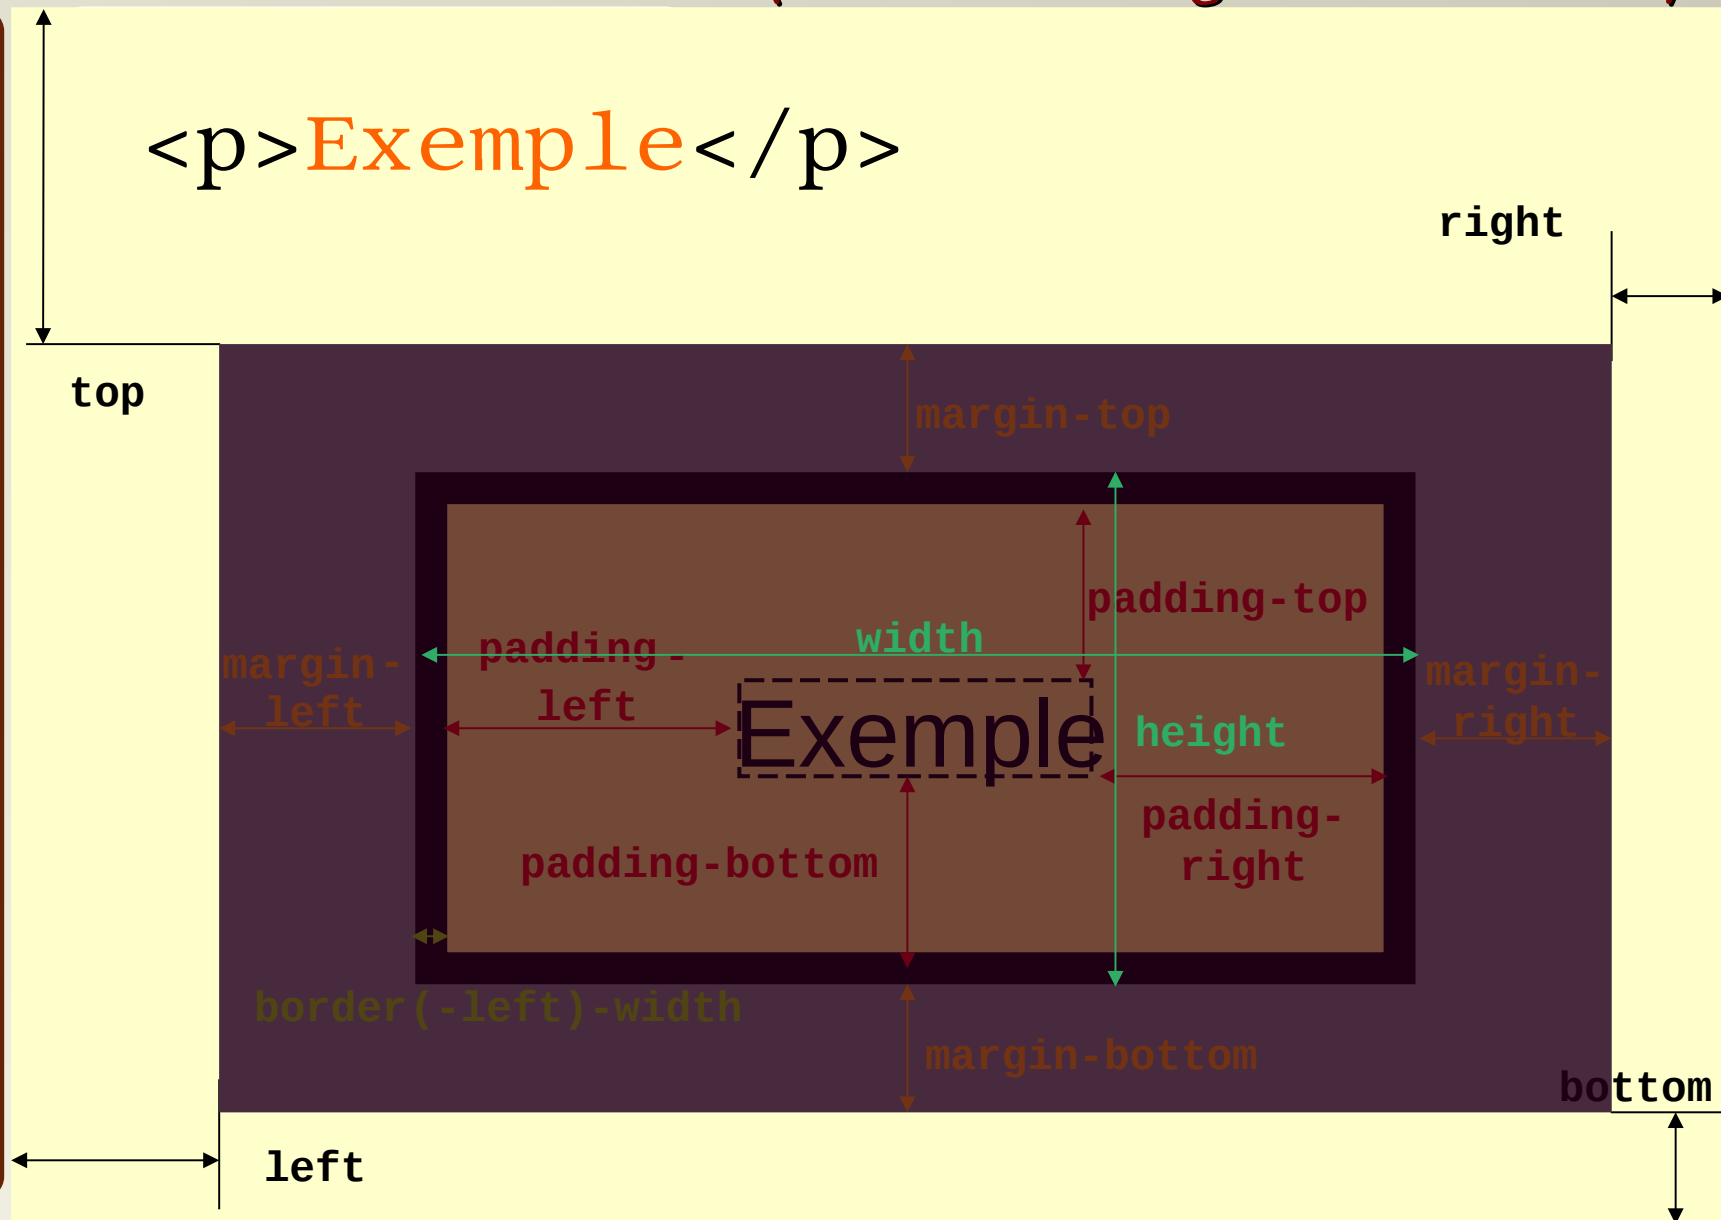 <p>Exemple</p>
right
top
margin-top
padding-top
width
padding-
left
margin-
left
margin-
right
Exemple
height
padding-
right
padding-bottom
border(-left)-width
margin-bottom
bottom
left